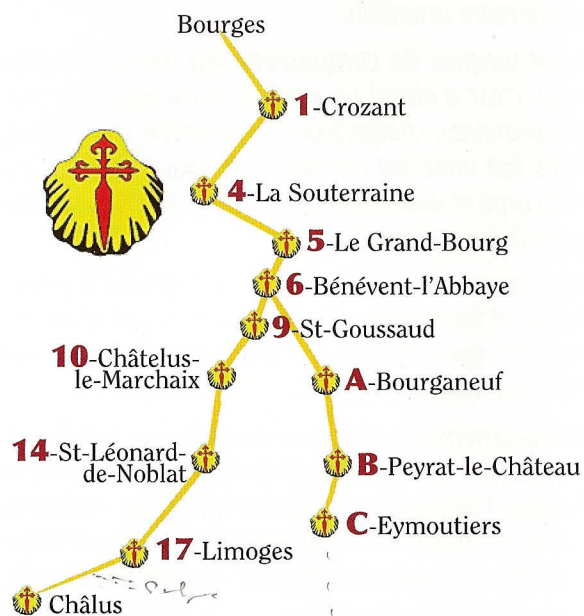 Bourges
1-Crozant
4-La Souterraine
5-Le Grand-Bourg
6-Bénévent-l'Abbaye
9-St-Goussaud
10-Châtelus-
le-Marchaix
A-Bourganeuf
14-St-Léonard-
de-Noblat
B-Peyrat-le-Château
C-Eymoutiers
17-Limoges
Châlus